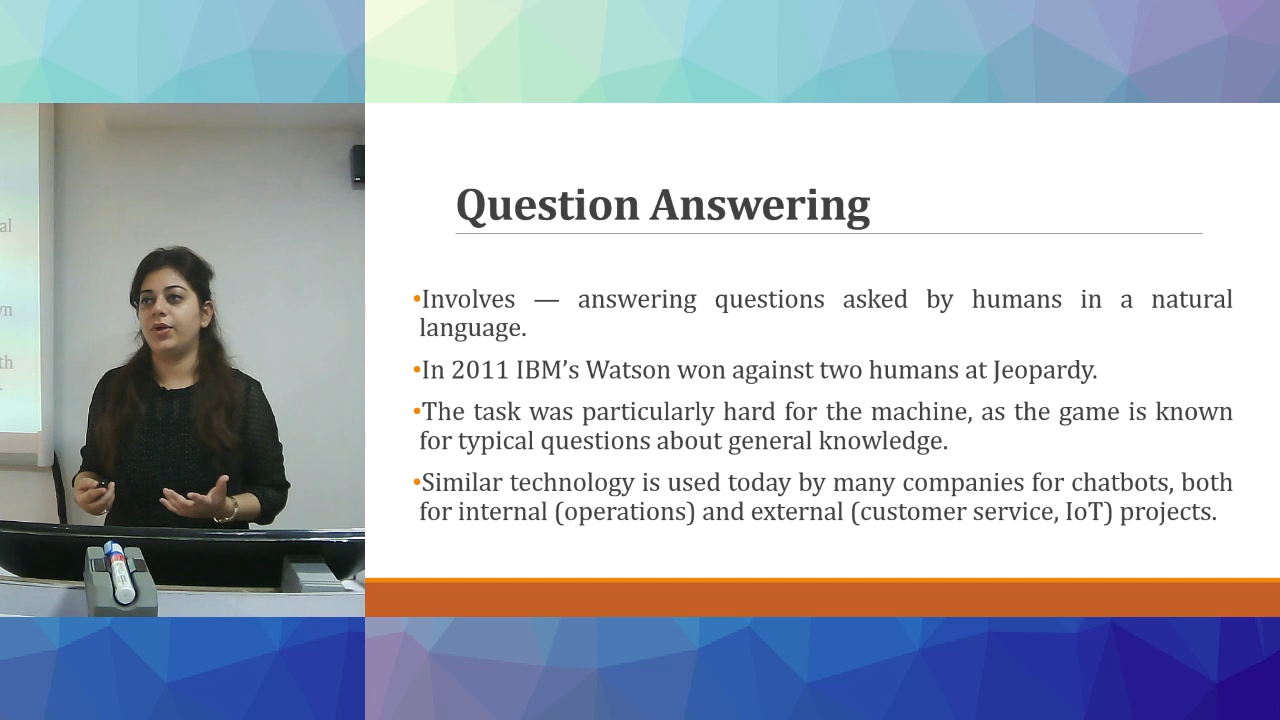 al
wn
th
Question Answering
•Involves — answering questions asked by humans in a natural
language.
•In 2011 IBM’s Watson won against two humans at Jeopardy.
•The task was particularly hard for the machine, as the game is known
for typical questions about general knowledge.
•Similar technology is used today by many companies for chatbots, both
for internal (operations) and external (customer service, IoT) projects.